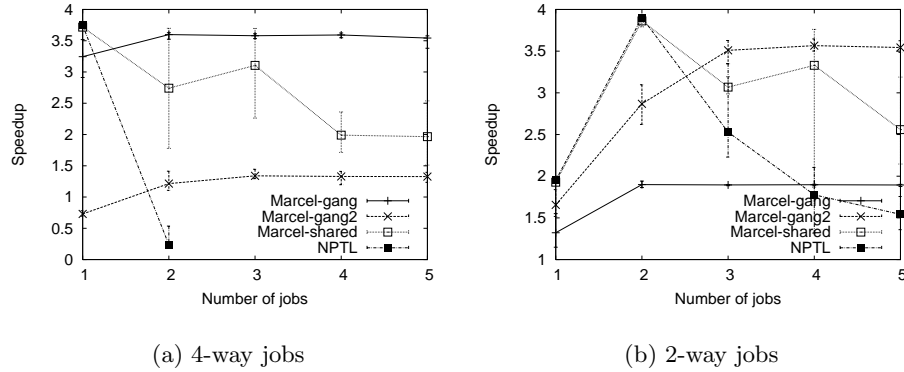 4
3.5
3
2.5
2
1.5
1
0.5
0
Speedup
1 2 3 4 5
Number of jobs
Marcel-gang
Marcel-gang2
Marcel-shared
NPTL
(a) 4-way jobs
4
3.5
3
2.5
2
1.5
1
Speedup
1 2 3 4 5
Number of jobs
Marcel-gang
Marcel-gang2
Marcel-shared
NPTL
(b) 2-way jobs